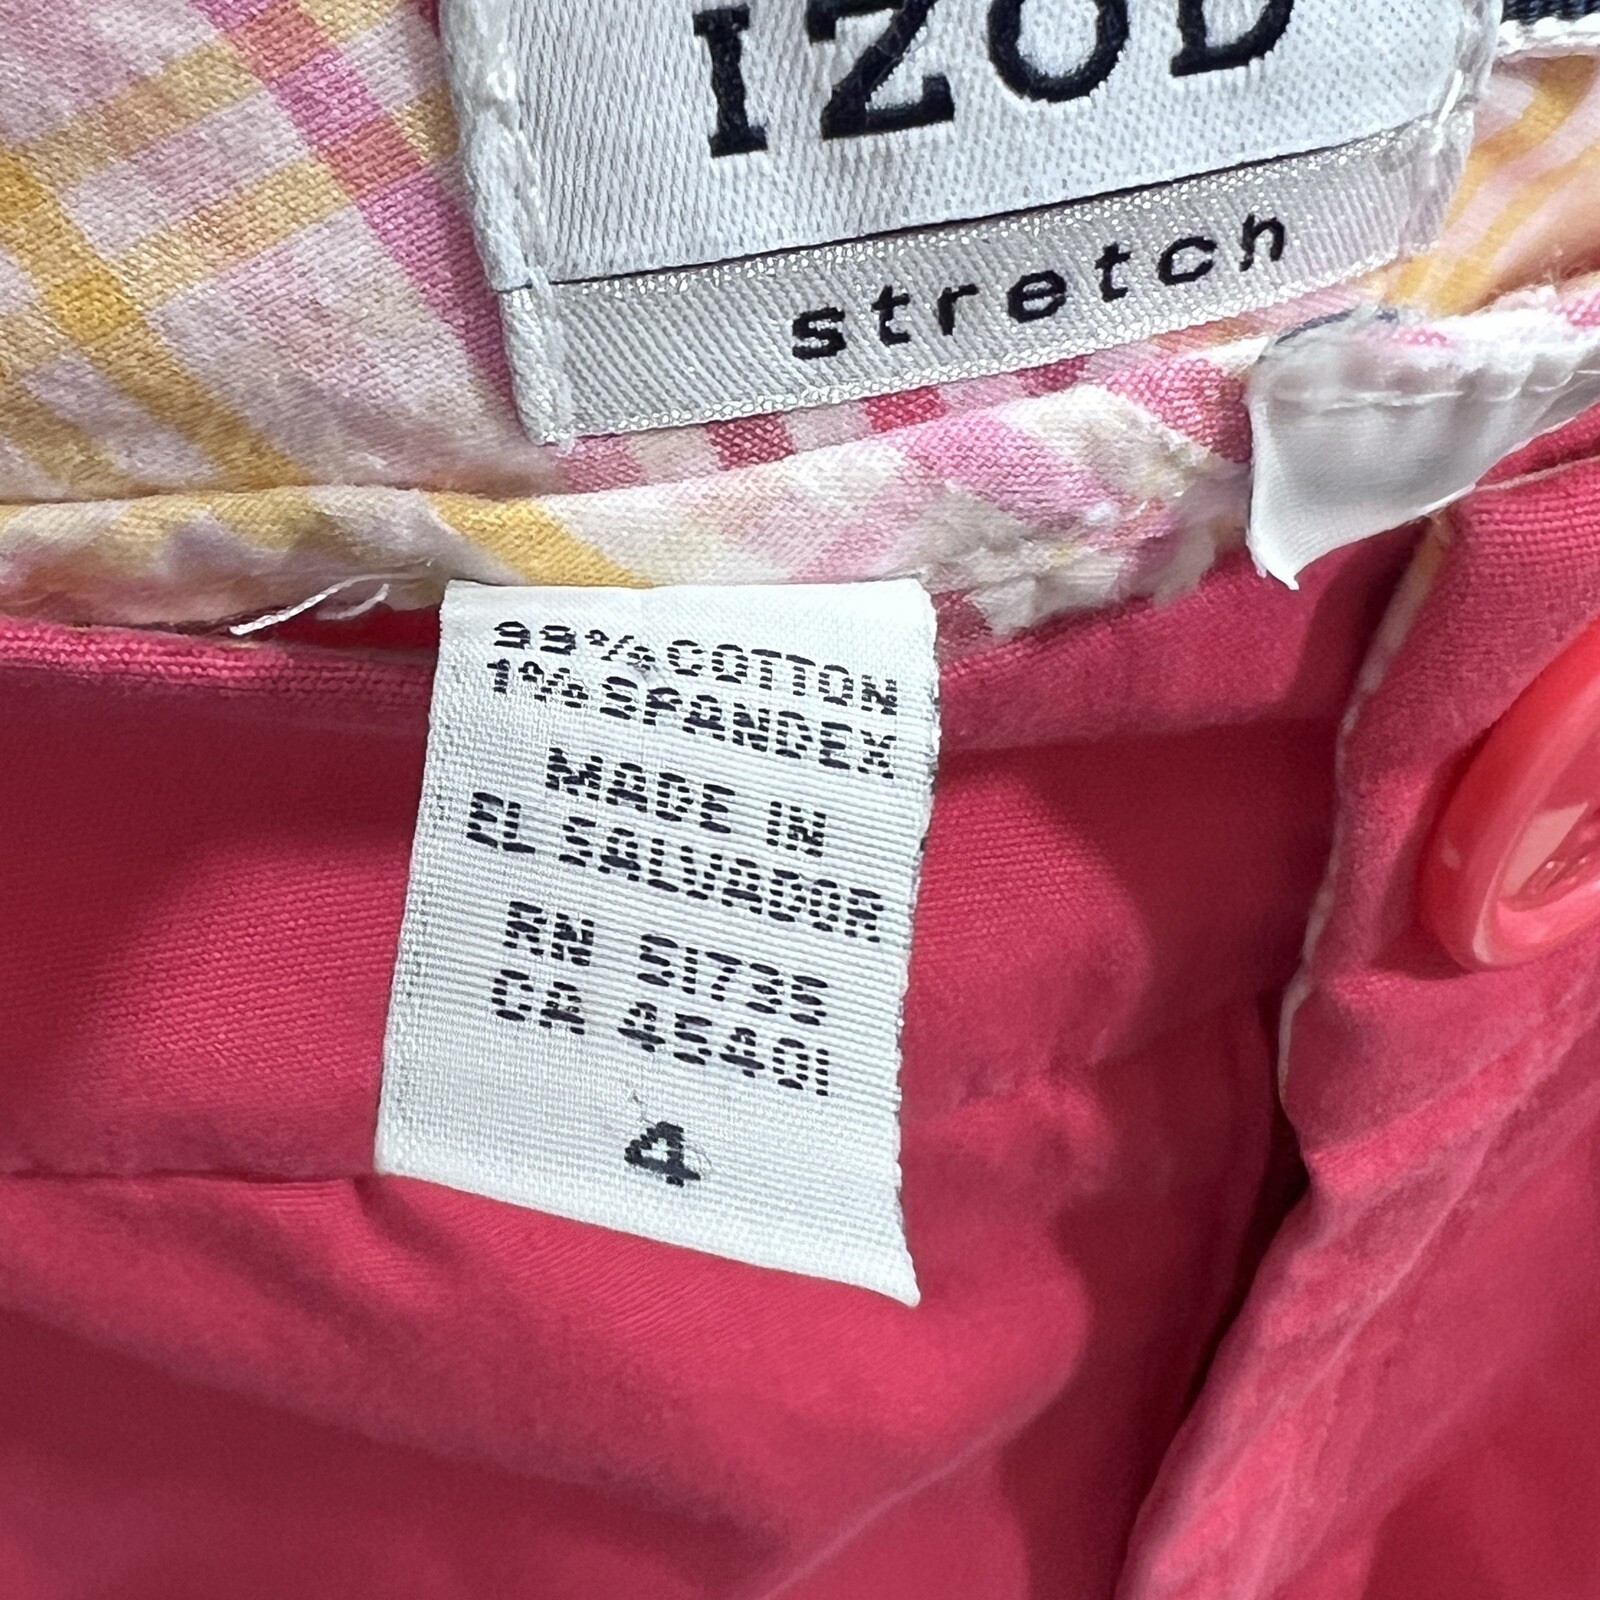 IZOD
stretch
99% COTTON
1% SPANDEX
MADE IN
EL SALVADOR
RN 51735
CA 45401
4